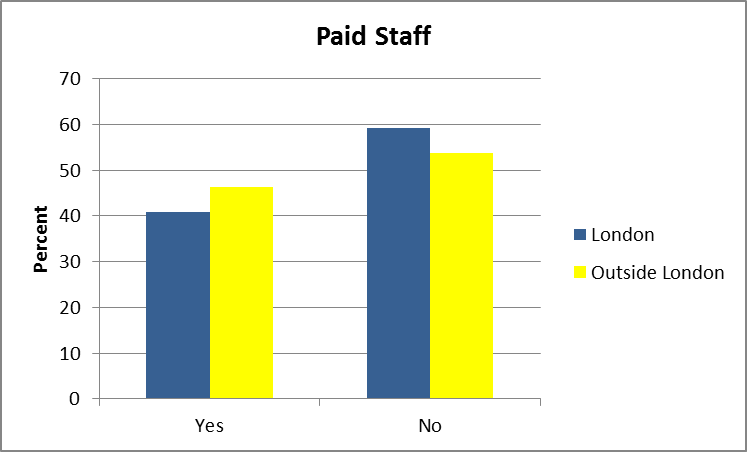 Paid Staff
70
60
50
40
30
20
10
0
Percent
Yes
No
London
Outside London